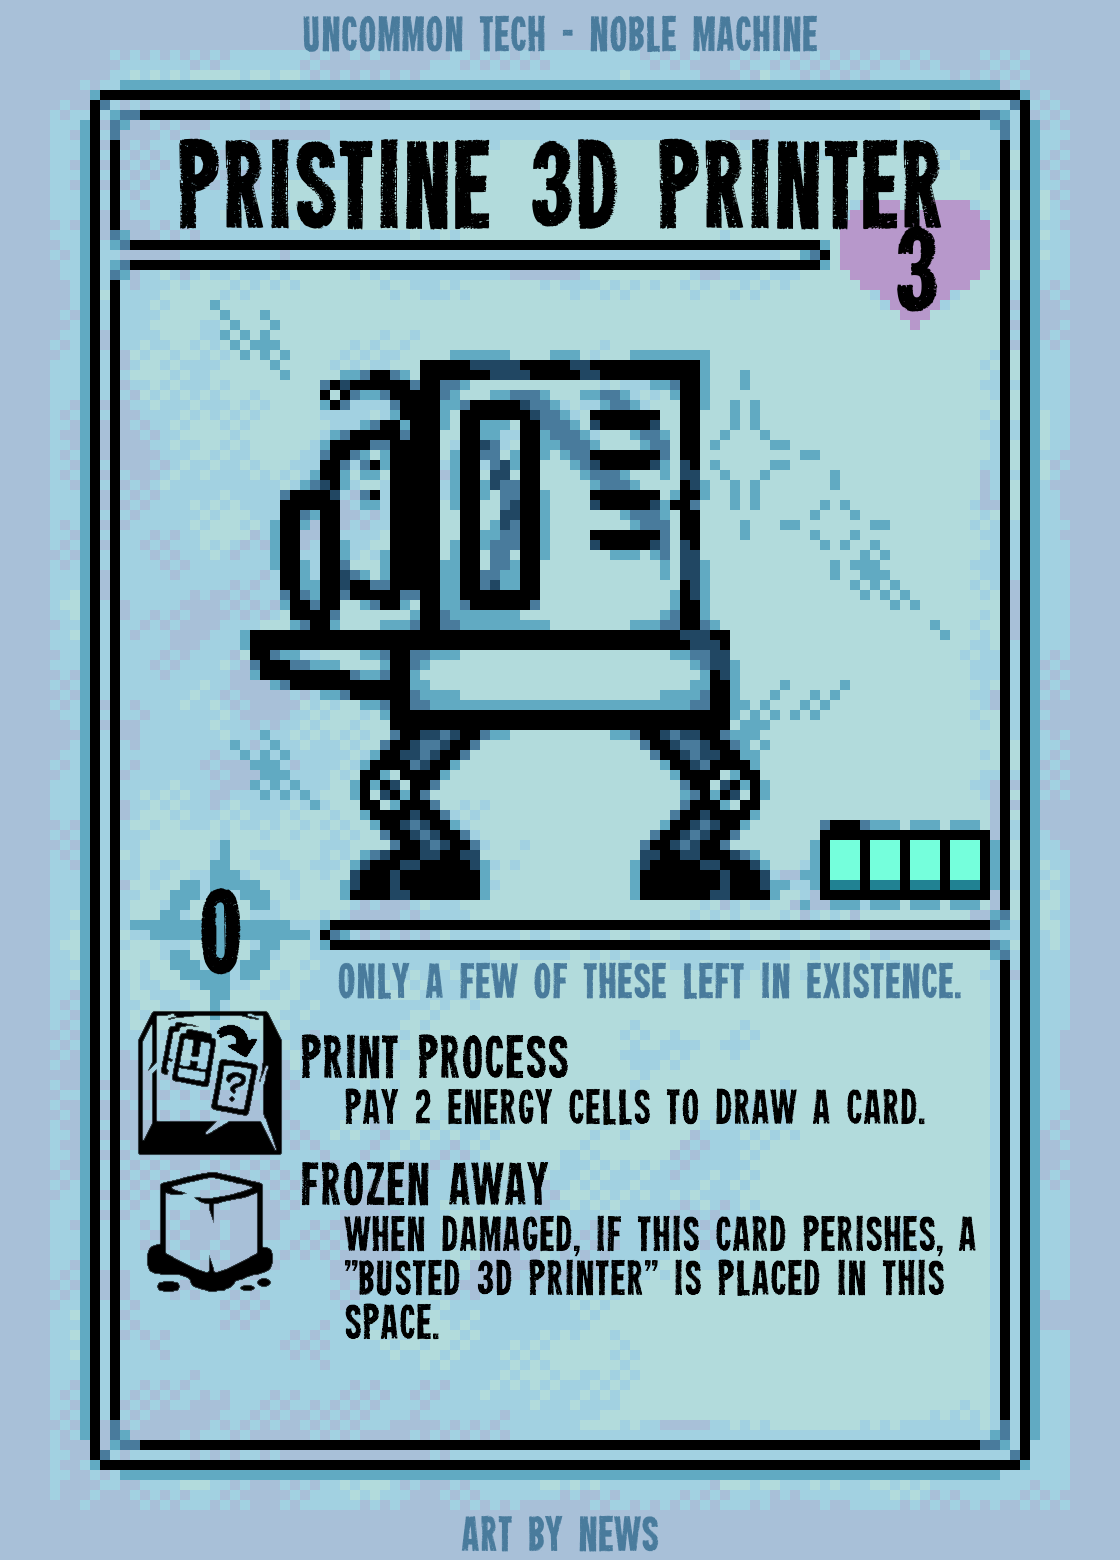 UNCOMMON TECH - NOBLE MACHINE
PRISTINE 3D PRINTER
3
0
ONLY A FEW OF THESE LEFT IN EXISTENCE.
?
PRINT PROCESS
PAY 2 ENERGY CELLS TO DRAW A CARD.
FROZEN AWAY
WHEN DAMAGED, IF THIS CARD PERISHES, A
"BUSTED 3D PRINTER" IS PLACED IN THIS
SPACE.
ART BY NEWS